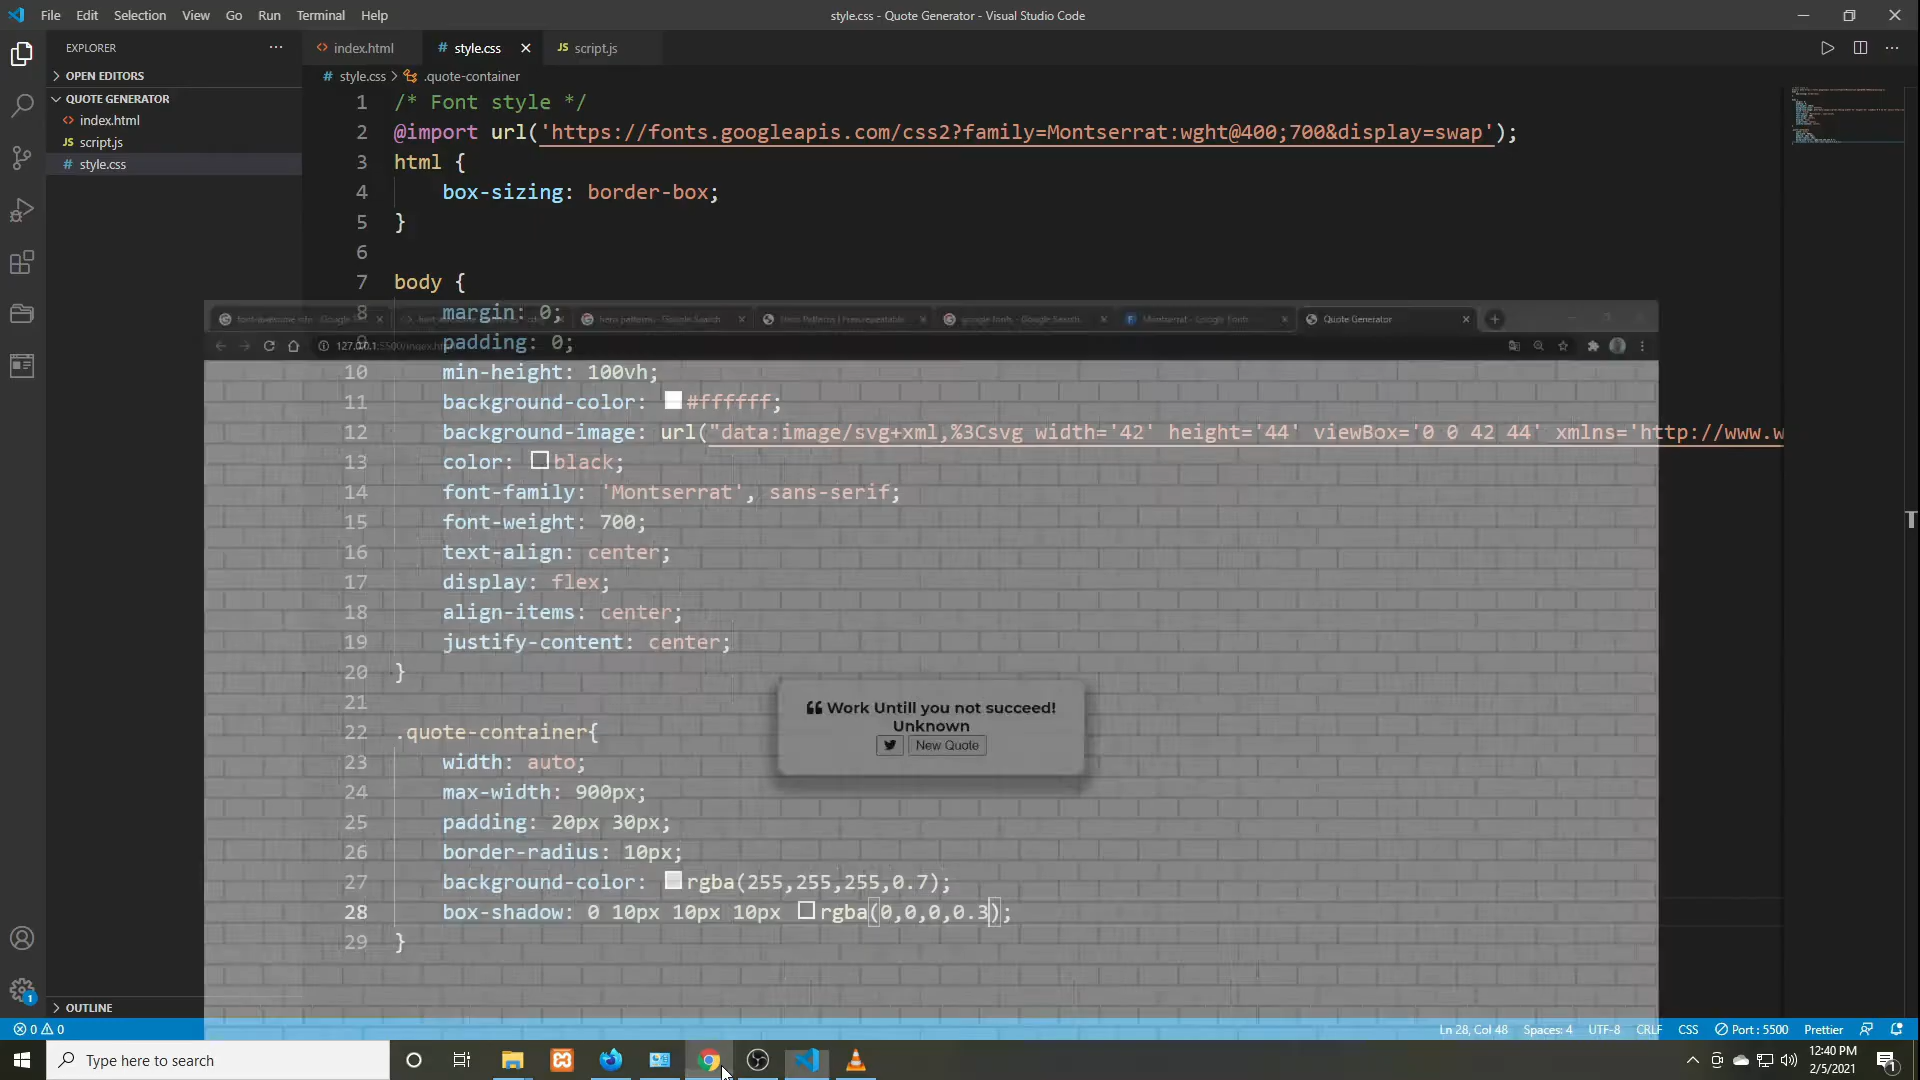 File Edit Selection View Go Run Terminal Help
style.css - Quote Generator - Visual Studio Code
EXPLORER
index.html
style.css
script.js
OPEN EDITORS
style.css > .quote-container
QUOTE GENERATOR
index.html
script.js
style.css
1 /* Font style */
2 @import url('https://fonts.googleapis.com/css2?family=Montserrat:wght@400;700&display=swap');
3 html {
4 box-sizing: border-box;
5 }
6
7 body {
8 margin: 0;
Quote Generator
9 padding: 0;
127.0.0.1:5500/index.html
10 min-height: 100vh;
11 background-color: #ffffff;
12 background-image: url("data:image/svg+xml,%3Csvg width='42' height='44' viewBox='0 0 42 44' xmlns='http://www.w
13 color: black;
14 font-family: 'Montserrat', sans-serif;
15 font-weight: 700;
16 text-align: center;
17 display: flex;
18 align-items: center;
19 justify-content: center;
20 }
21
Work Untill you not succeed!
Unknown
New Quote
22 .quote-container{
23 width: auto;
24 max-width: 900px;
25 padding: 20px 30px;
26 border-radius: 10px;
27 background-color: rgba(255,255,255,0.7);
28 box-shadow: 0 10px 10px 10px rgba(0,0,0,0.3);
29 }
OUTLINE
0 0
Ln 28, Col 48 Spaces: 4 UTF-8 CRLF CSS Port : 5500 Prettier
Type here to search
12:40 PM
2/5/2021